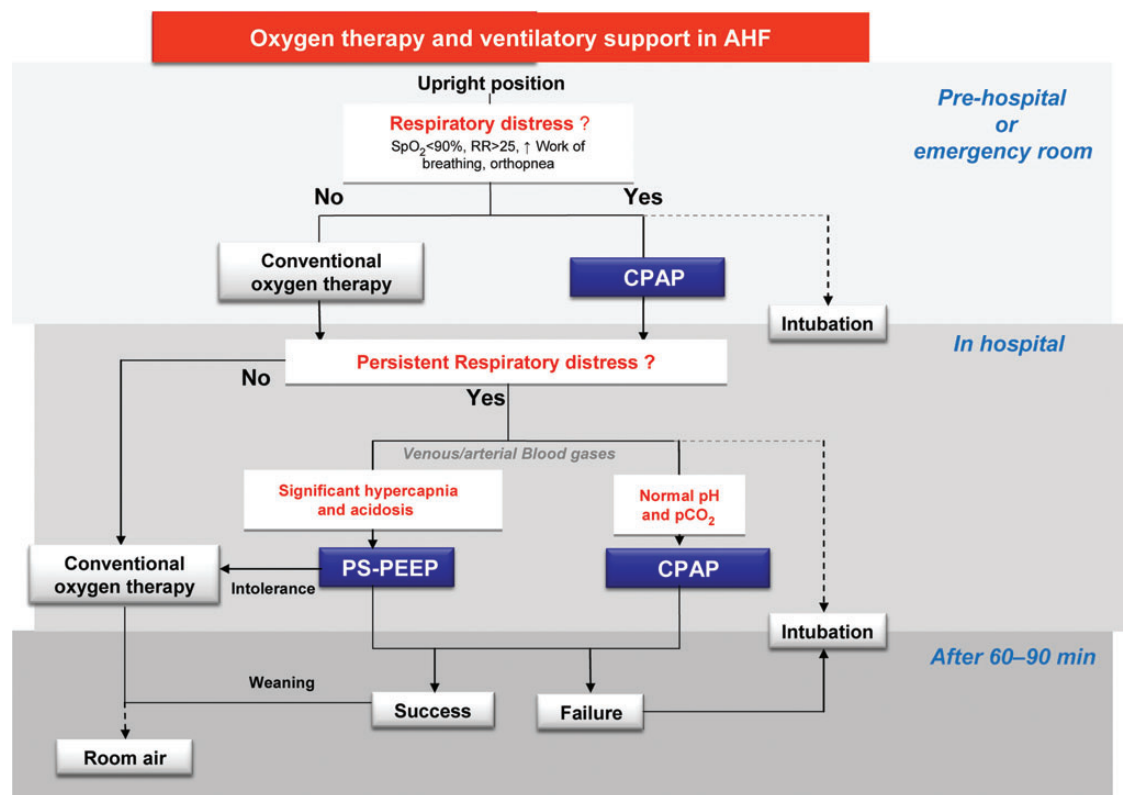 Oxygen therapy and ventilatory support in AHF
Upright position
Pre-hospital
or
emergency room
Respiratory distress ?
SpO₂<90%, RR>25, ↑ Work of
breathing, orthopnea
No
Yes
Conventional
oxygen therapy
CPAP
Intubation
In hospital
Persistent Respiratory distress ?
No
Yes
Venous/arterial Blood gases
Significant hypercapnia
and acidosis
Normal pH
and pCO₂
Conventional
oxygen therapy
Intolerance
PS-PEEP
CPAP
Intubation
After 60–90 min
Weaning
Success
Failure
Room air